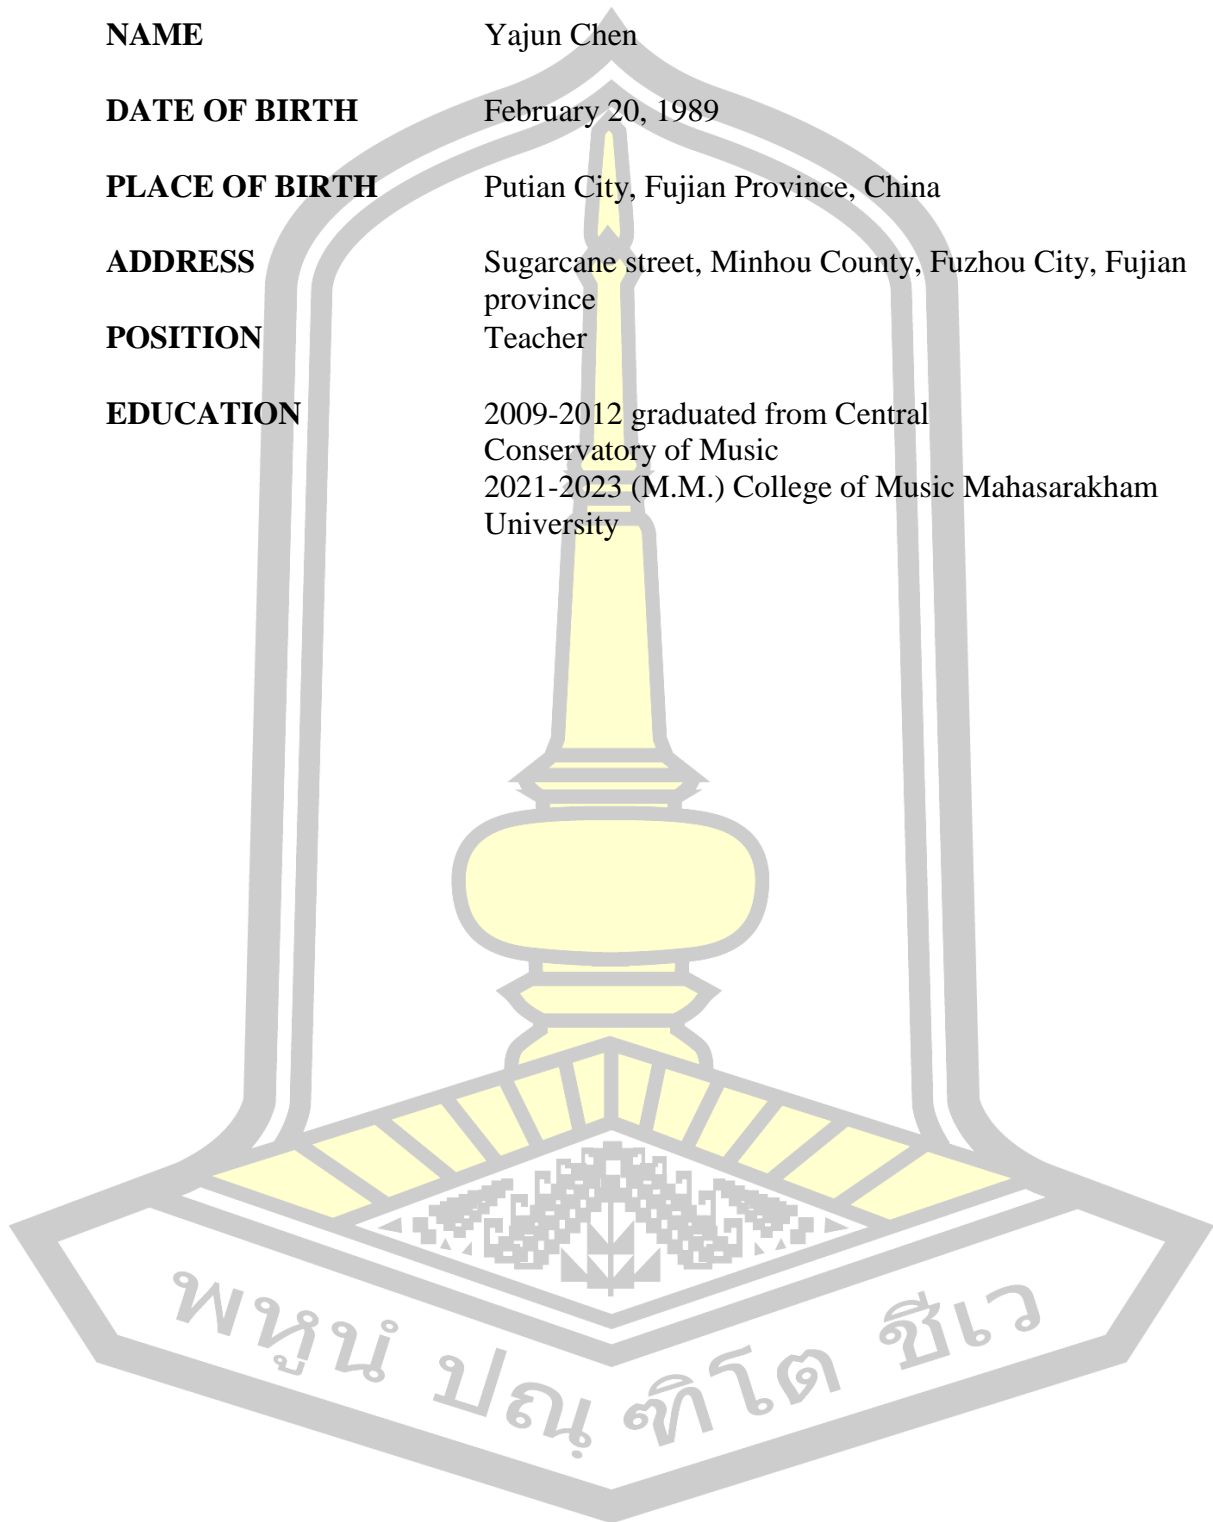 NAME Yajun Chen
DATE OF BIRTH February 20, 1989
PLACE OF BIRTH Putian City, Fujian Province, China
ADDRESS Sugarcane street, Minhou County, Fuzhou City, Fujian
province
POSITION Teacher
EDUCATION 2009-2012 graduated from Central
Conservatory of Music
2021-2023 (M.M.) College of Music Mahasarakham
University
พหูนํ ปณฺ ฑิโต ชีเว